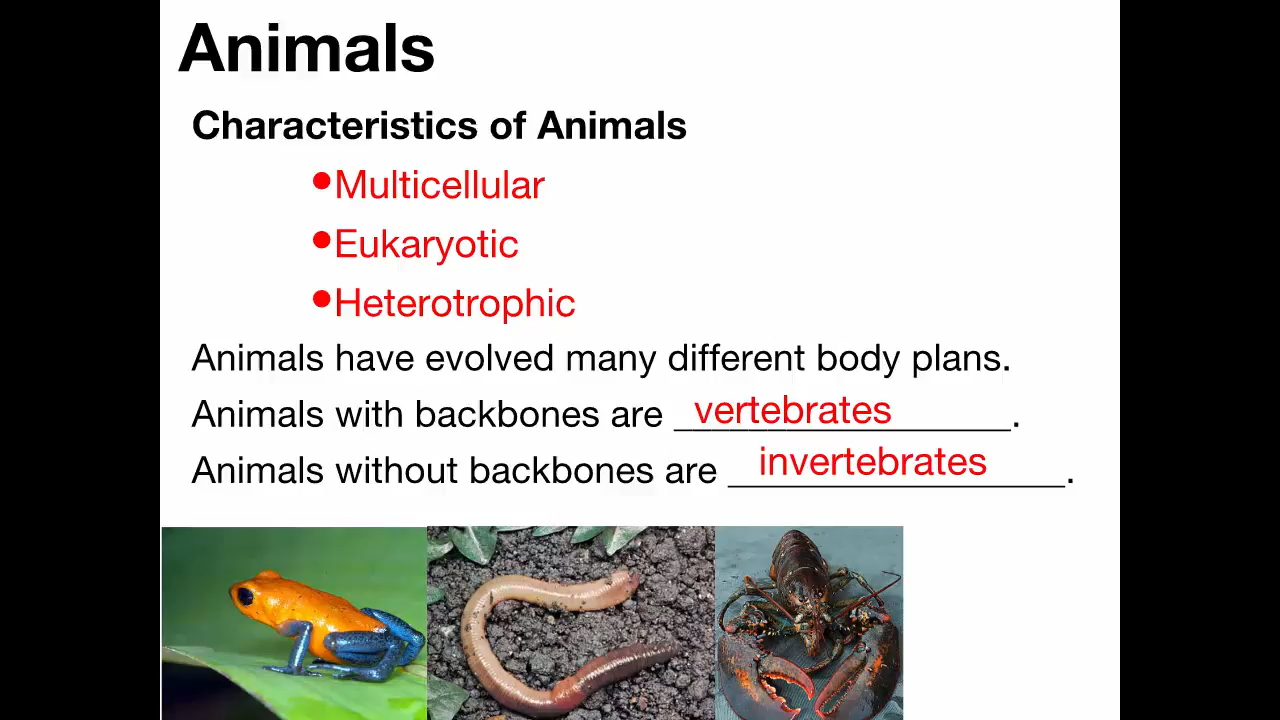 Animals
Characteristics of Animals
•Multicellular
•Eukaryotic
•Heterotrophic
Animals have evolved many different body plans.
Animals with backbones are vertebrates.
Animals without backbones are invertebrates.